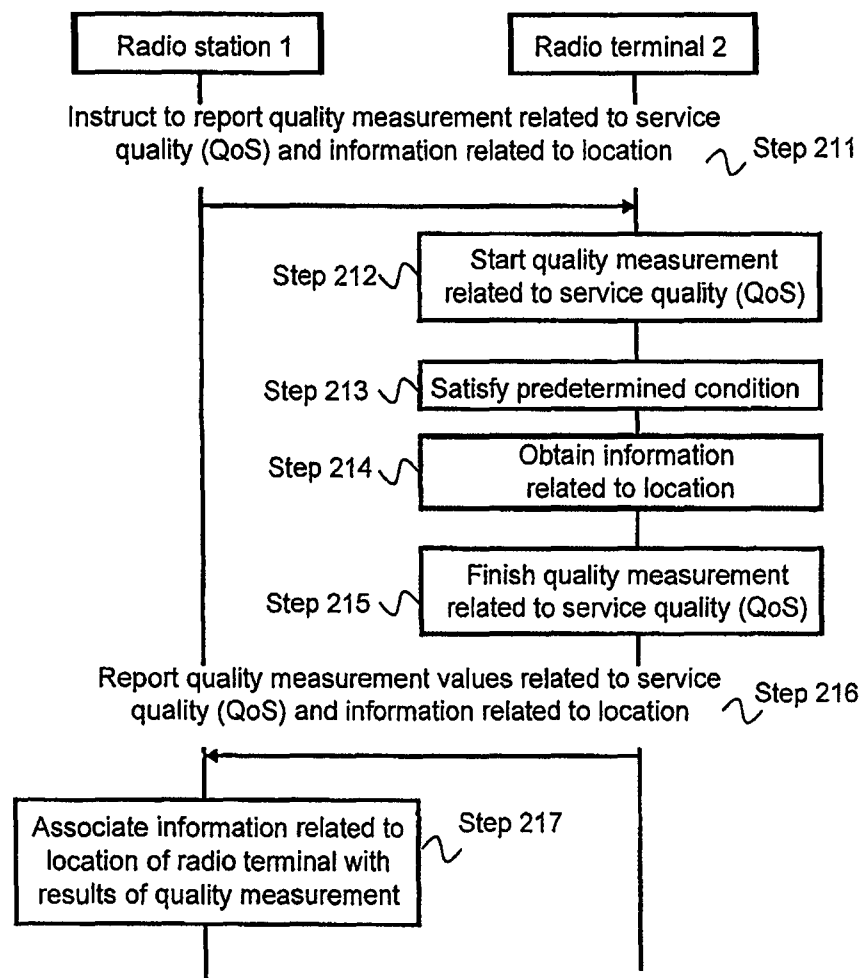 Radio station 1
Radio terminal 2
Instruct to report quality measurement related to service
quality (QoS) and information related to location
Step 211
Step 212
Start quality measurement
related to service quality (QoS)
Step 213
Satisfy predetermined condition
Step 214
Obtain information
related to location
Step 215
Finish quality measurement
related to service quality (QoS)
Report quality measurement values related to service
quality (QoS) and information related to location
Step 216
Associate information related to
location of radio terminal with
results of quality measurement
Step 217